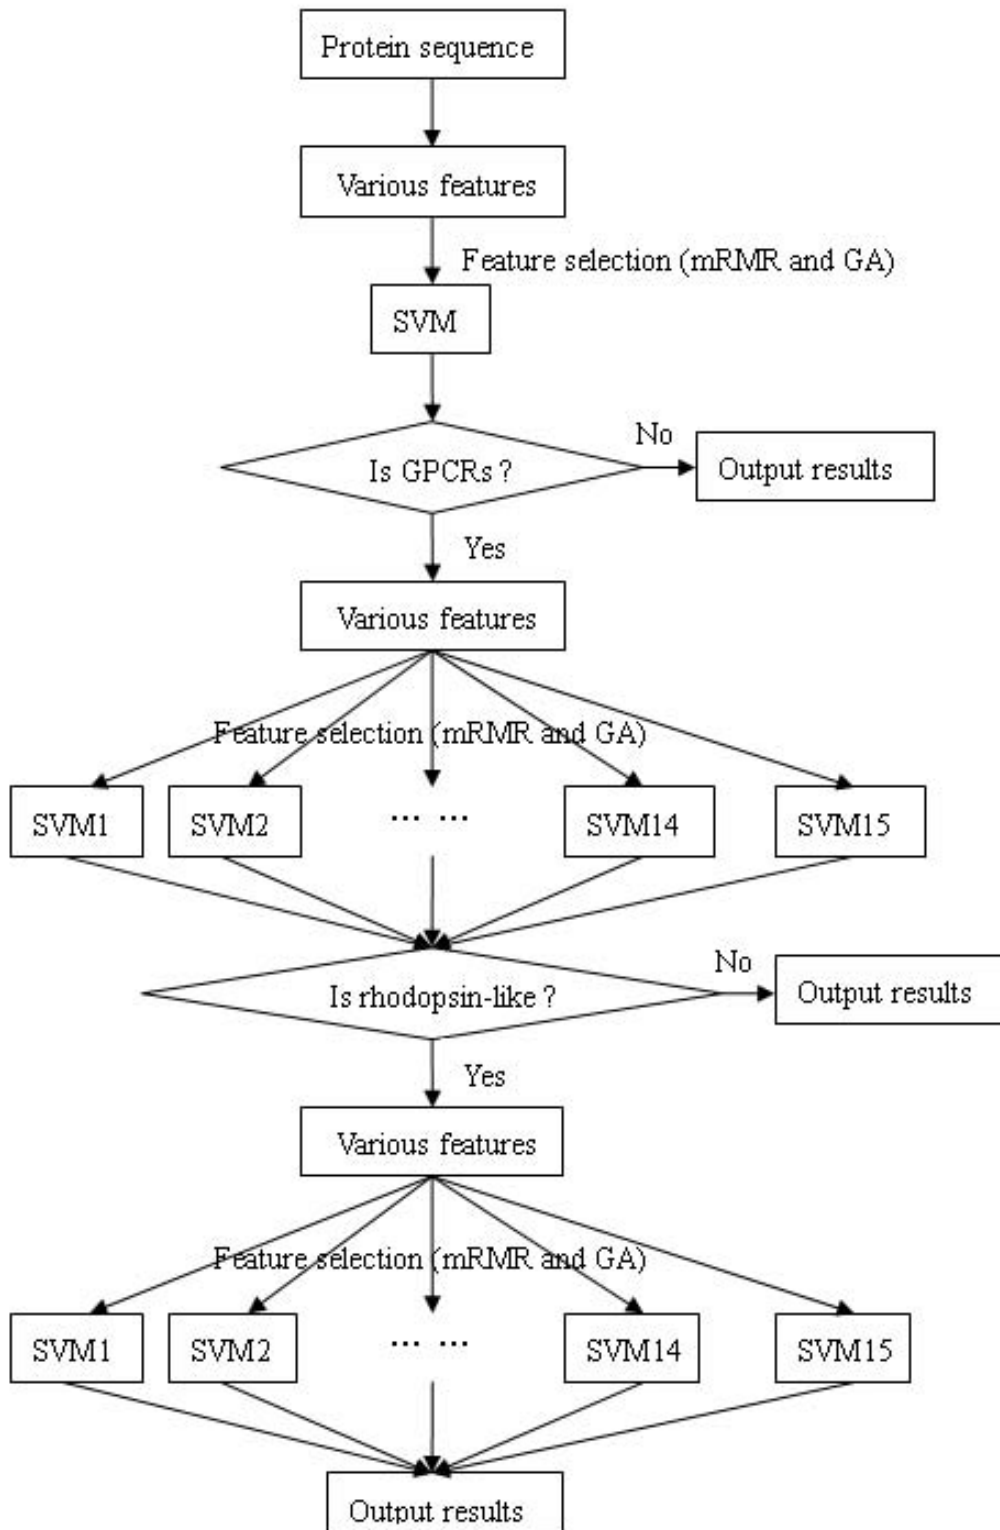 Protein sequence
Various features
Feature selection (mRMR and GA)
SVM
Is GPCRs ?
No
Output results
Yes
Various features
Feature selection (mRMR and GA)
SVM1
SVM2
... ...
SVM14
SVM15
Is rhodopsin-like ?
No
Output results
Yes
Various features
Feature selection (mRMR and GA)
SVM1
SVM2
... ...
SVM14
SVM15
Output results